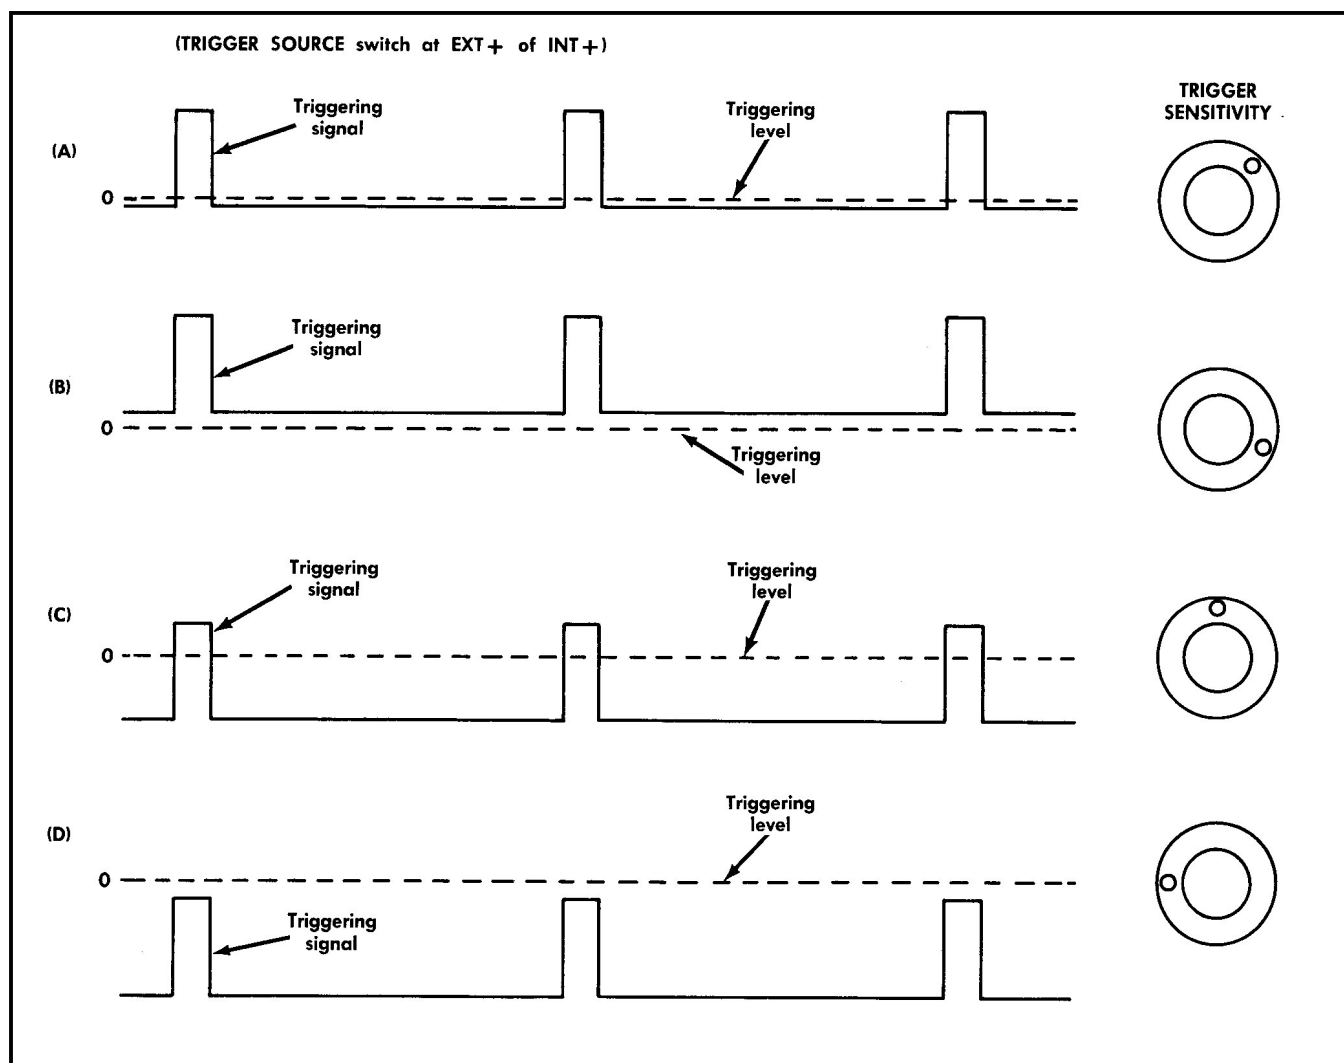 (TRIGGER SOURCE switch at EXT+ of INT+)
TRIGGER
SENSITIVITY
(A)
Triggering
signal
Triggering
level
0
(B)
Triggering
signal
0
Triggering
level
(C)
Triggering
signal
Triggering
level
0
(D)
Triggering
level
0
Triggering
signal